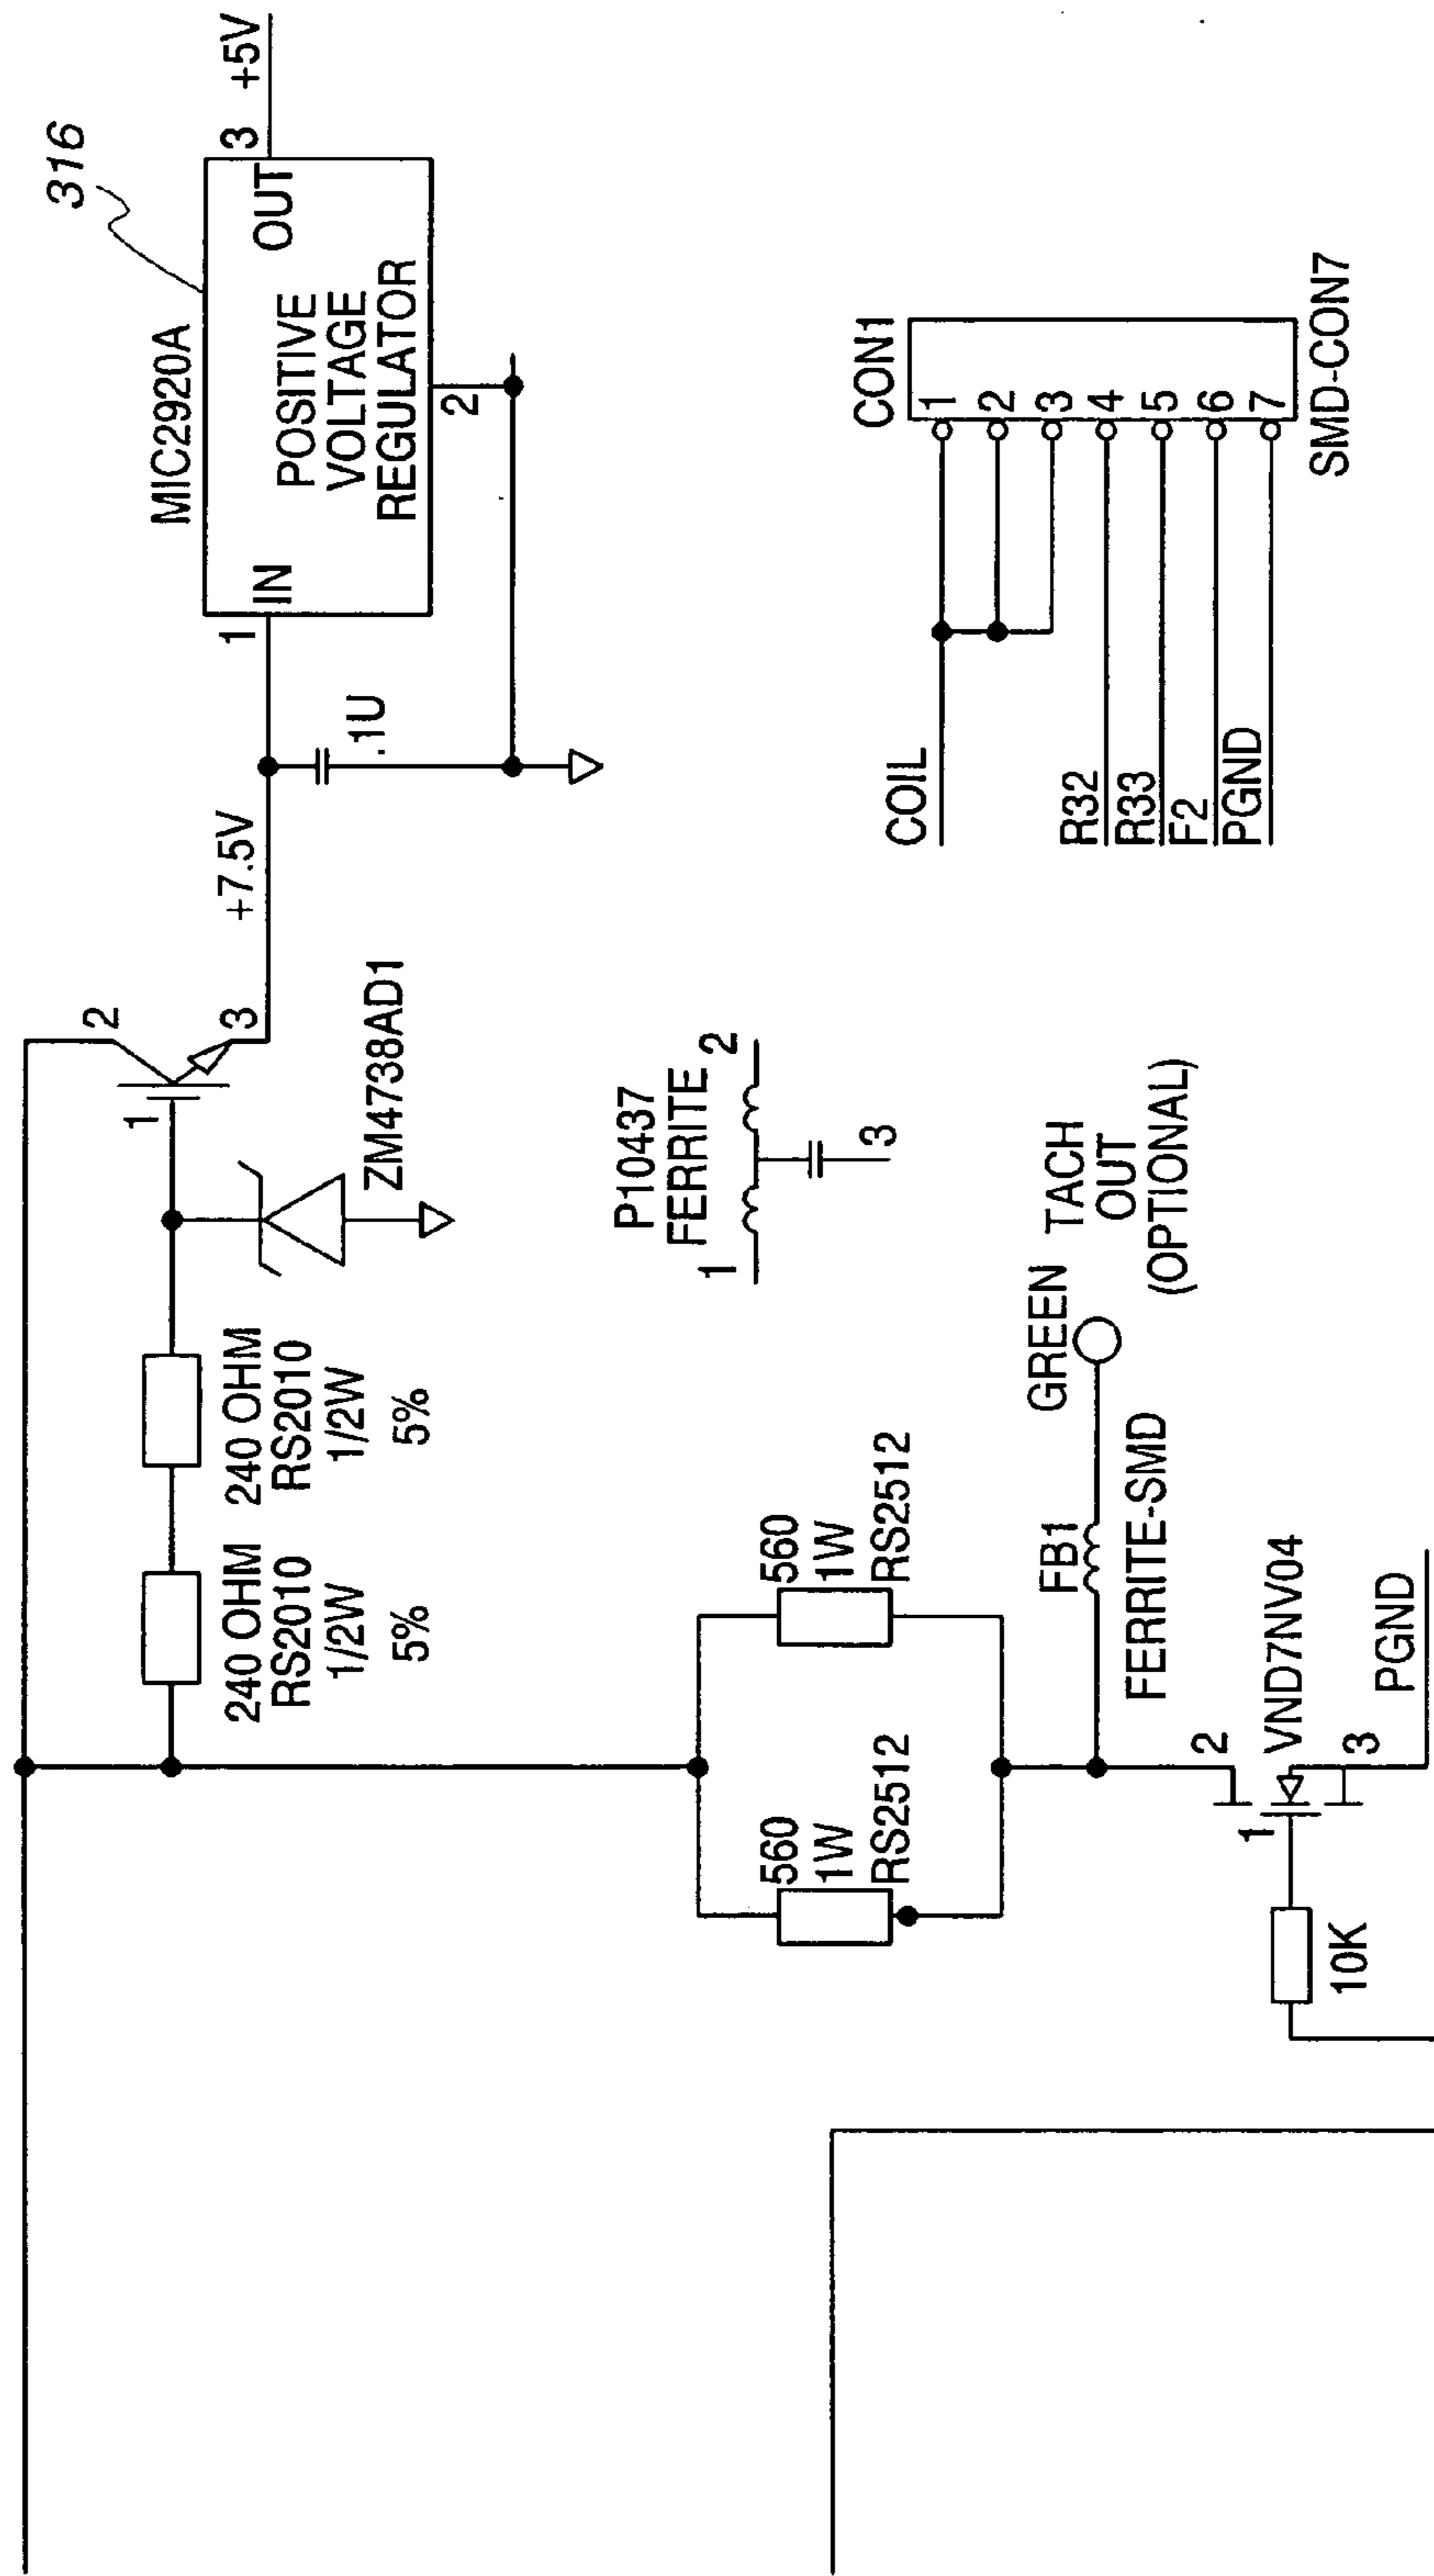 316
MIC2920A
1
IN
POSITIVE
VOLTAGE
REGULATOR
OUT
3
+5V
2
+7.5V
.1U
2
1
3
ZM4738AD1
240 OHM
RS2010
1/2W
5%
240 OHM
RS2010
1/2W
5%
P10437
FERRITE
1
2
3
CON1
COIL
R32
R33
F2
PGND
1
2
3
4
5
6
7
SMD-CON7
560
1W
RS2512
560
1W
RS2512
FB1
FERRITE-SMD
GREEN
TACH
OUT
(OPTIONAL)
2
1
3
VND7NV04
PGND
10K